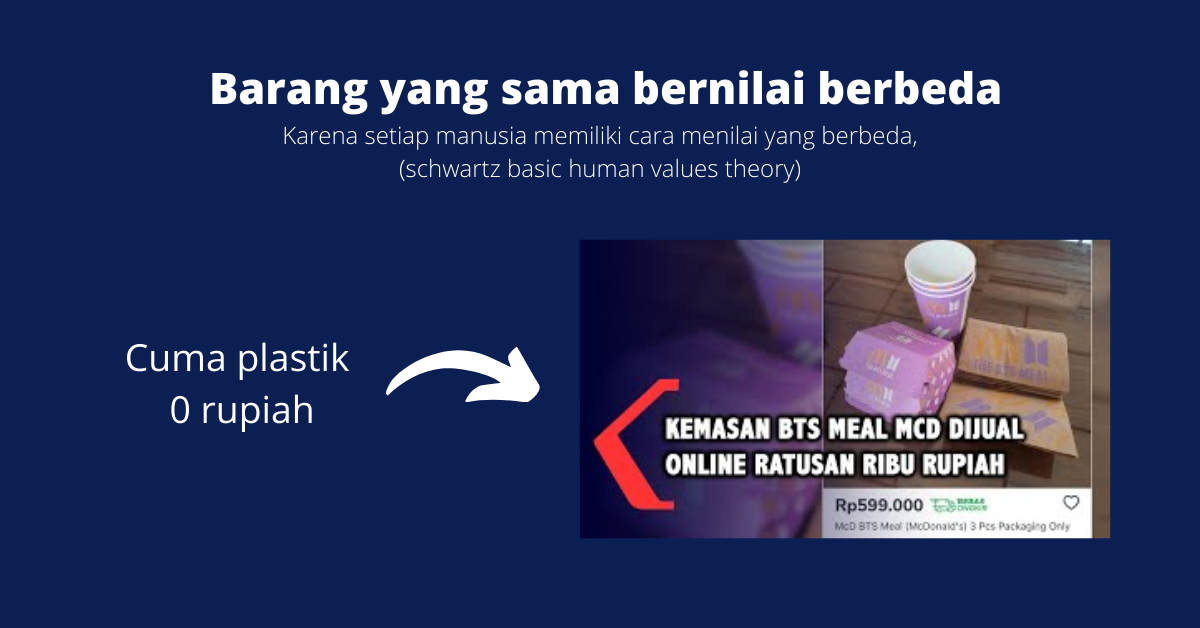 Barang yang sama bernilai berbeda
Karena setiap manusia memiliki cara menilai yang berbeda,
(schwartz basic human values theory)
Cuma plastik
0 rupiah
KEMASAN BTS MEAL MCD DIJUAL
ONLINE RATUSAN RIBU RUPIAH
Rp599.000
BEBAS
ONGKIR
McD BTS Meal (McDonald's) 3 Pcs Packaging Only